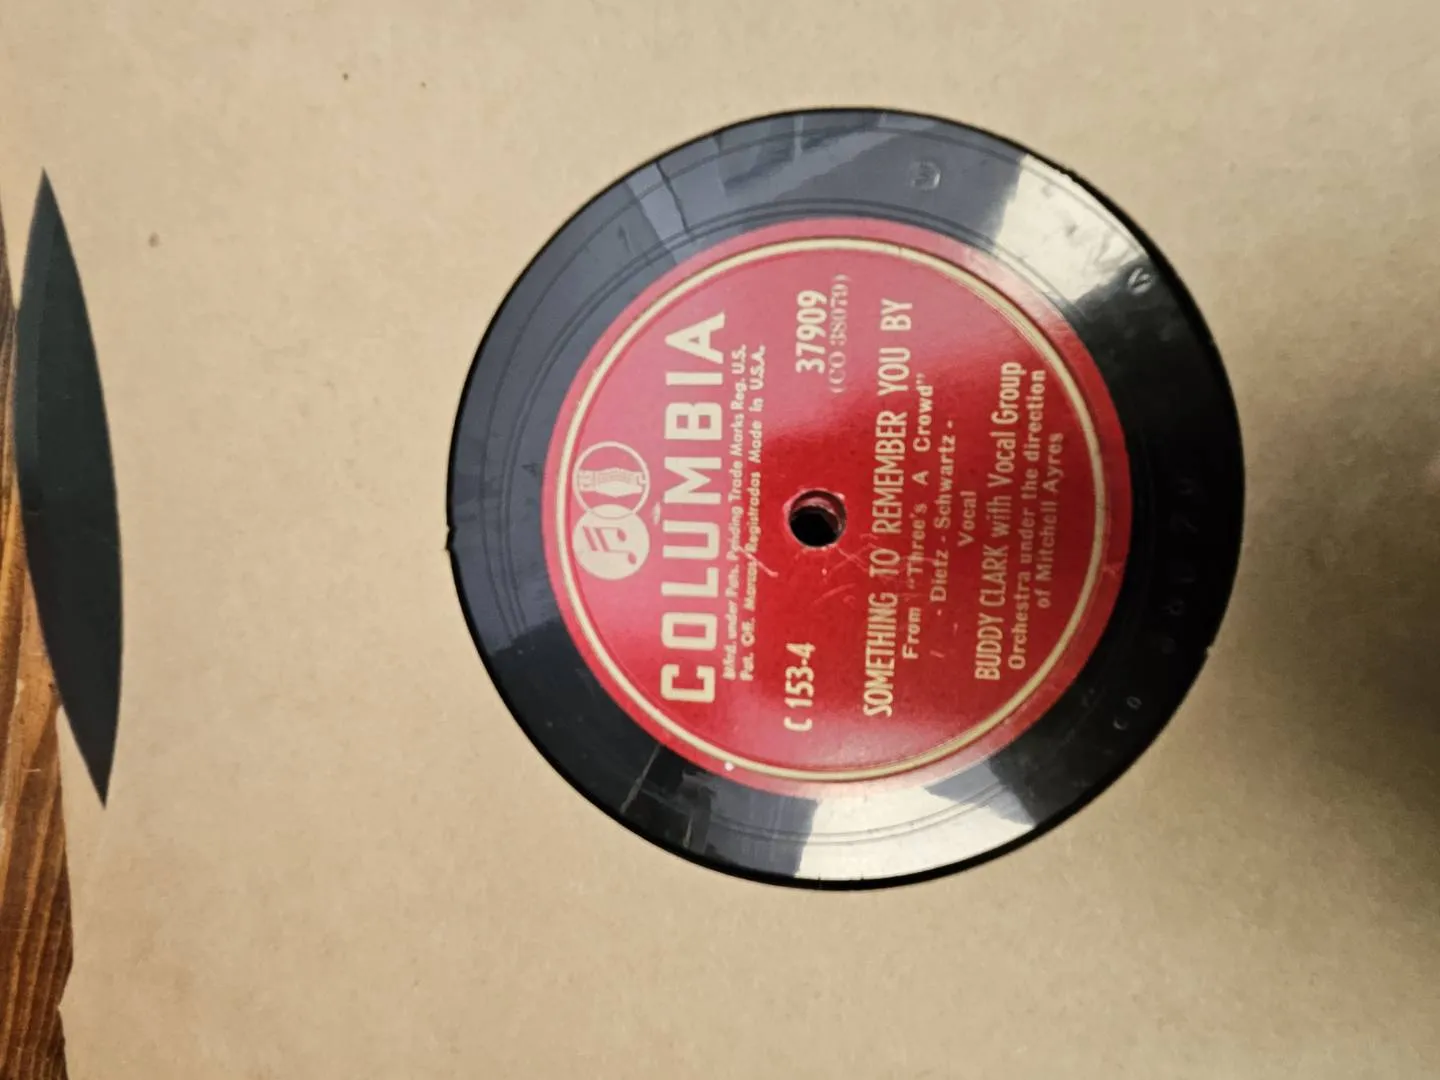 COLUMBIA
Mfrd. under Pats. Pending Trade Marks Reg. U.S.
Pat. Off. Marcas Registradas Made in U.S.A.
37909
C 153-4 (CO 38079)
SOMETHING TO REMEMBER YOU BY
From "Three's A Crowd"
- Dietz - Schwartz -
Vocal
BUDDY CLARK with Vocal Group
Orchestra under the direction
of Mitchell Ayres